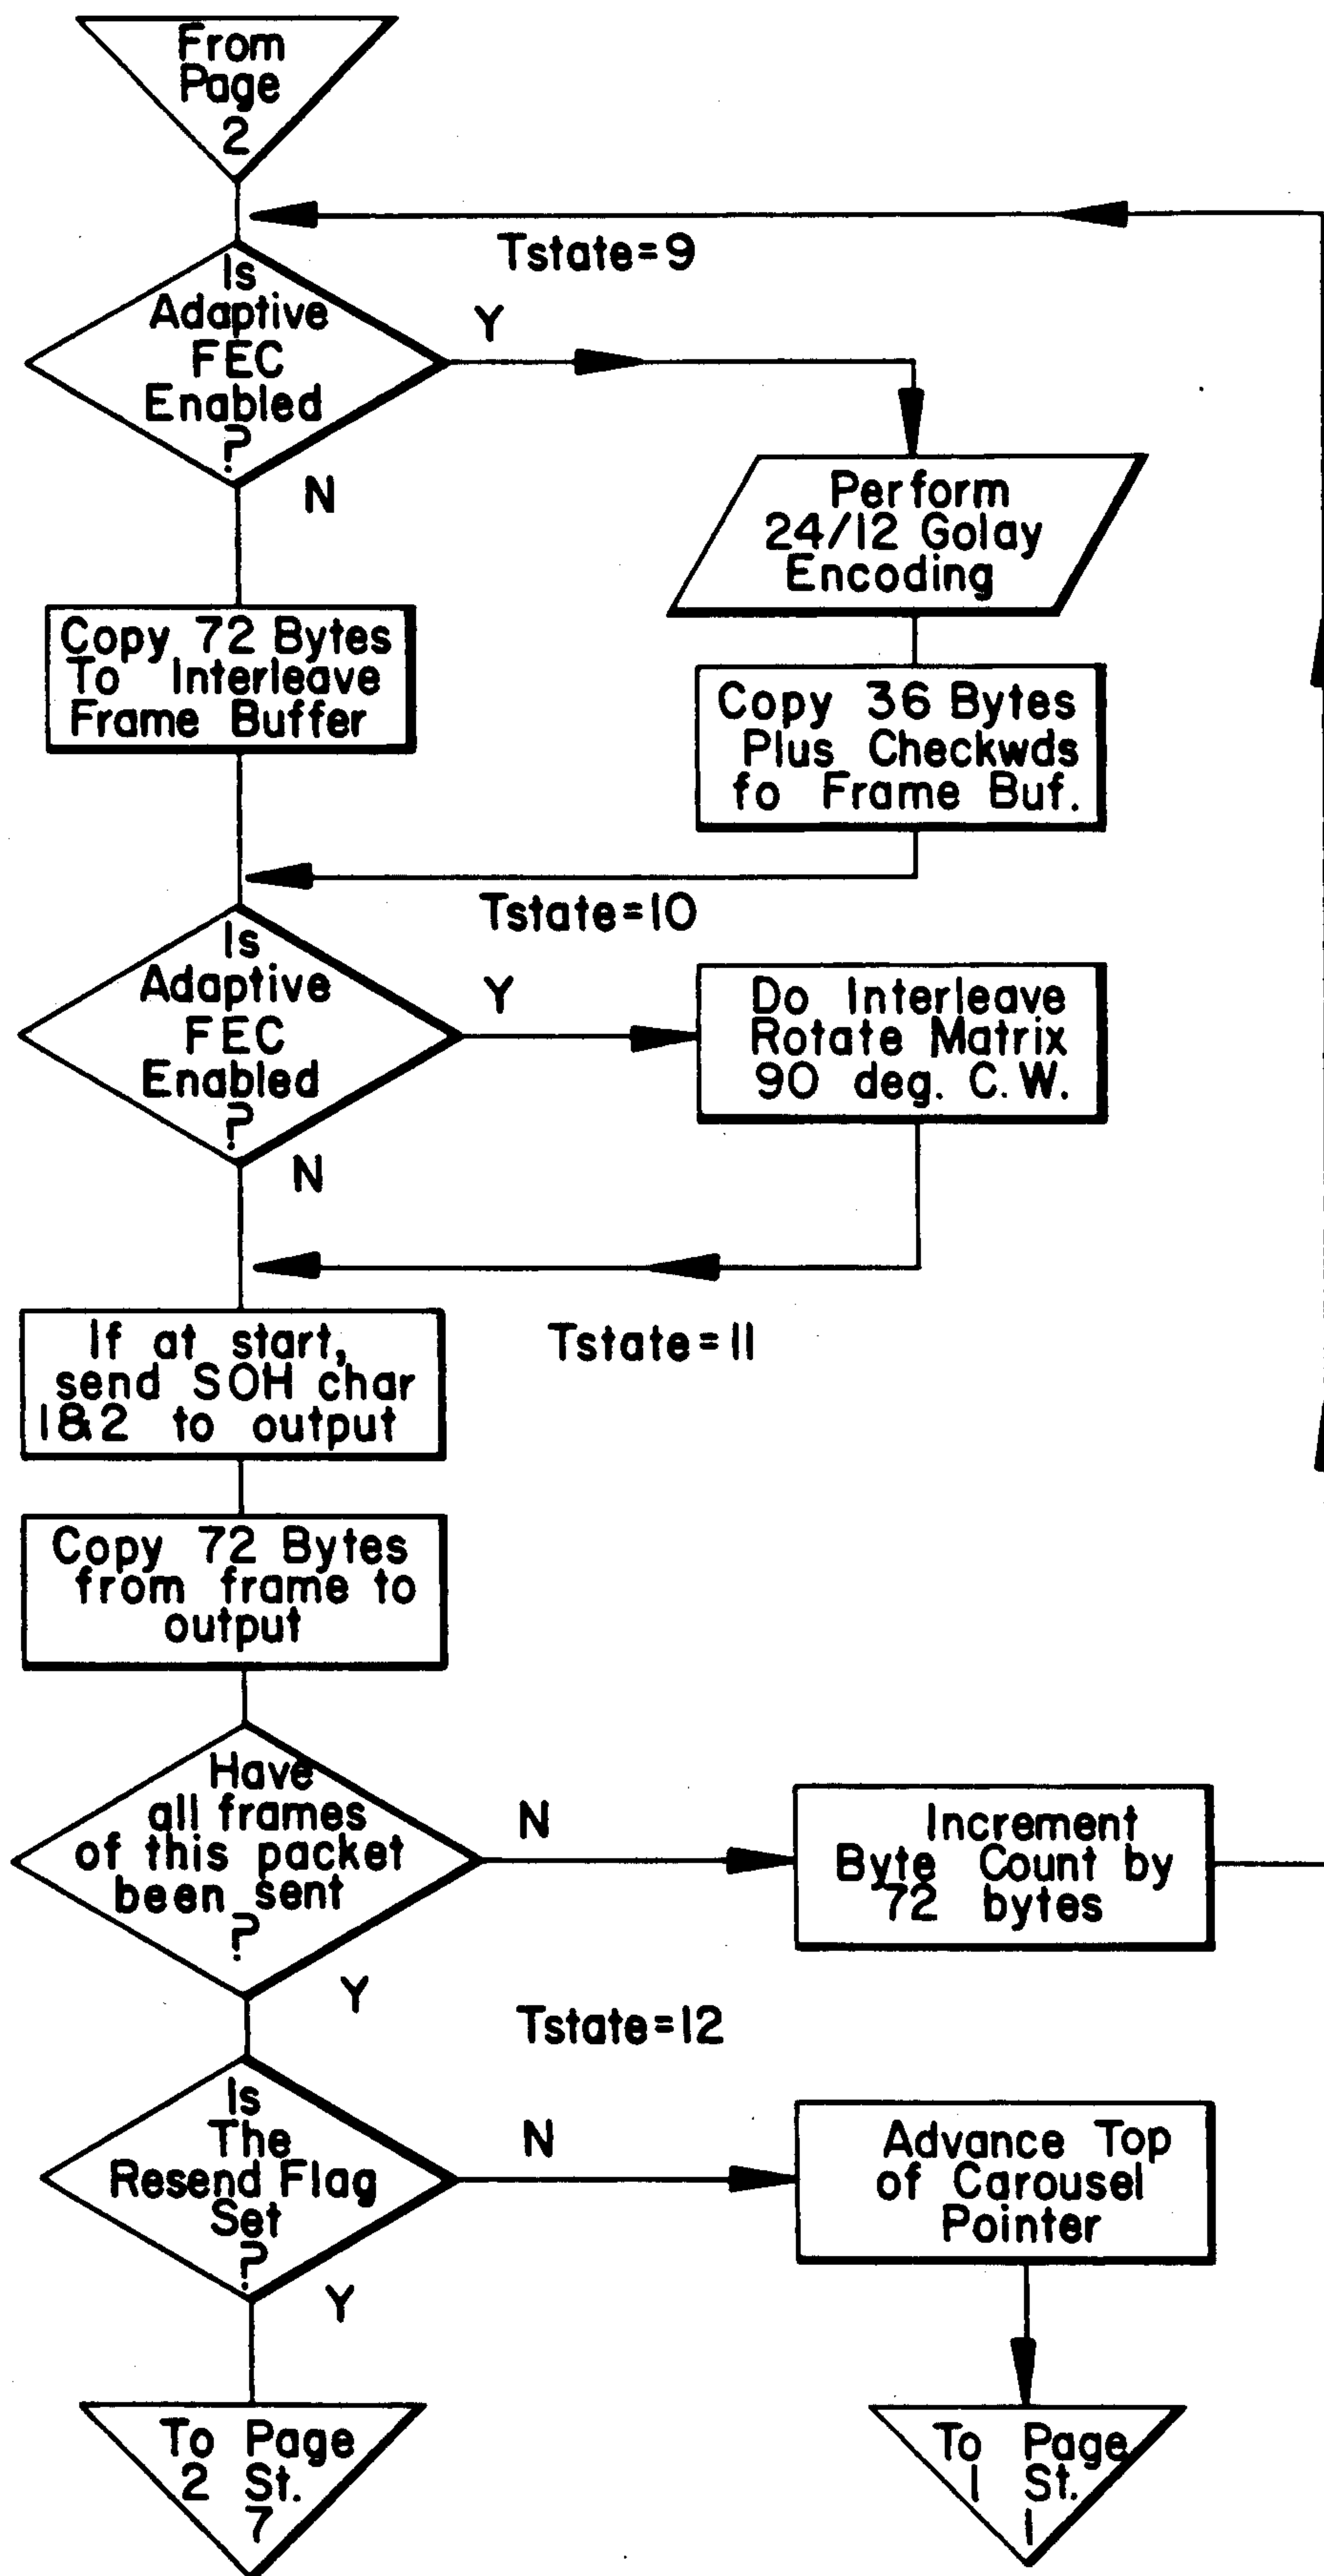 From
Page
2
Tstate=9
Is
Adaptive
FEC
Enabled
?
Y
N
Perform
24/12 Golay
Encoding
Copy 72 Bytes
To Interleave
Frame Buffer
Copy 36 Bytes
Plus Checkwds
fo Frame Buf.
Tstate=10
Is
Adaptive
FEC
Enabled
?
Y
N
Do Interleave
Rotate Matrix
90 deg. C.W.
Tstate=11
If at start,
send SOH char
1&2 to output
Copy 72 Bytes
from frame to
output
Have
all frames
of this packet
been sent
?
N
Y
Increment
Byte Count by
72 bytes
Tstate=12
Is
The
Resend Flag
Set
?
N
Y
Advance Top
of Carousel
Pointer
To Page
2 St.
7
To Page
1 St.
1